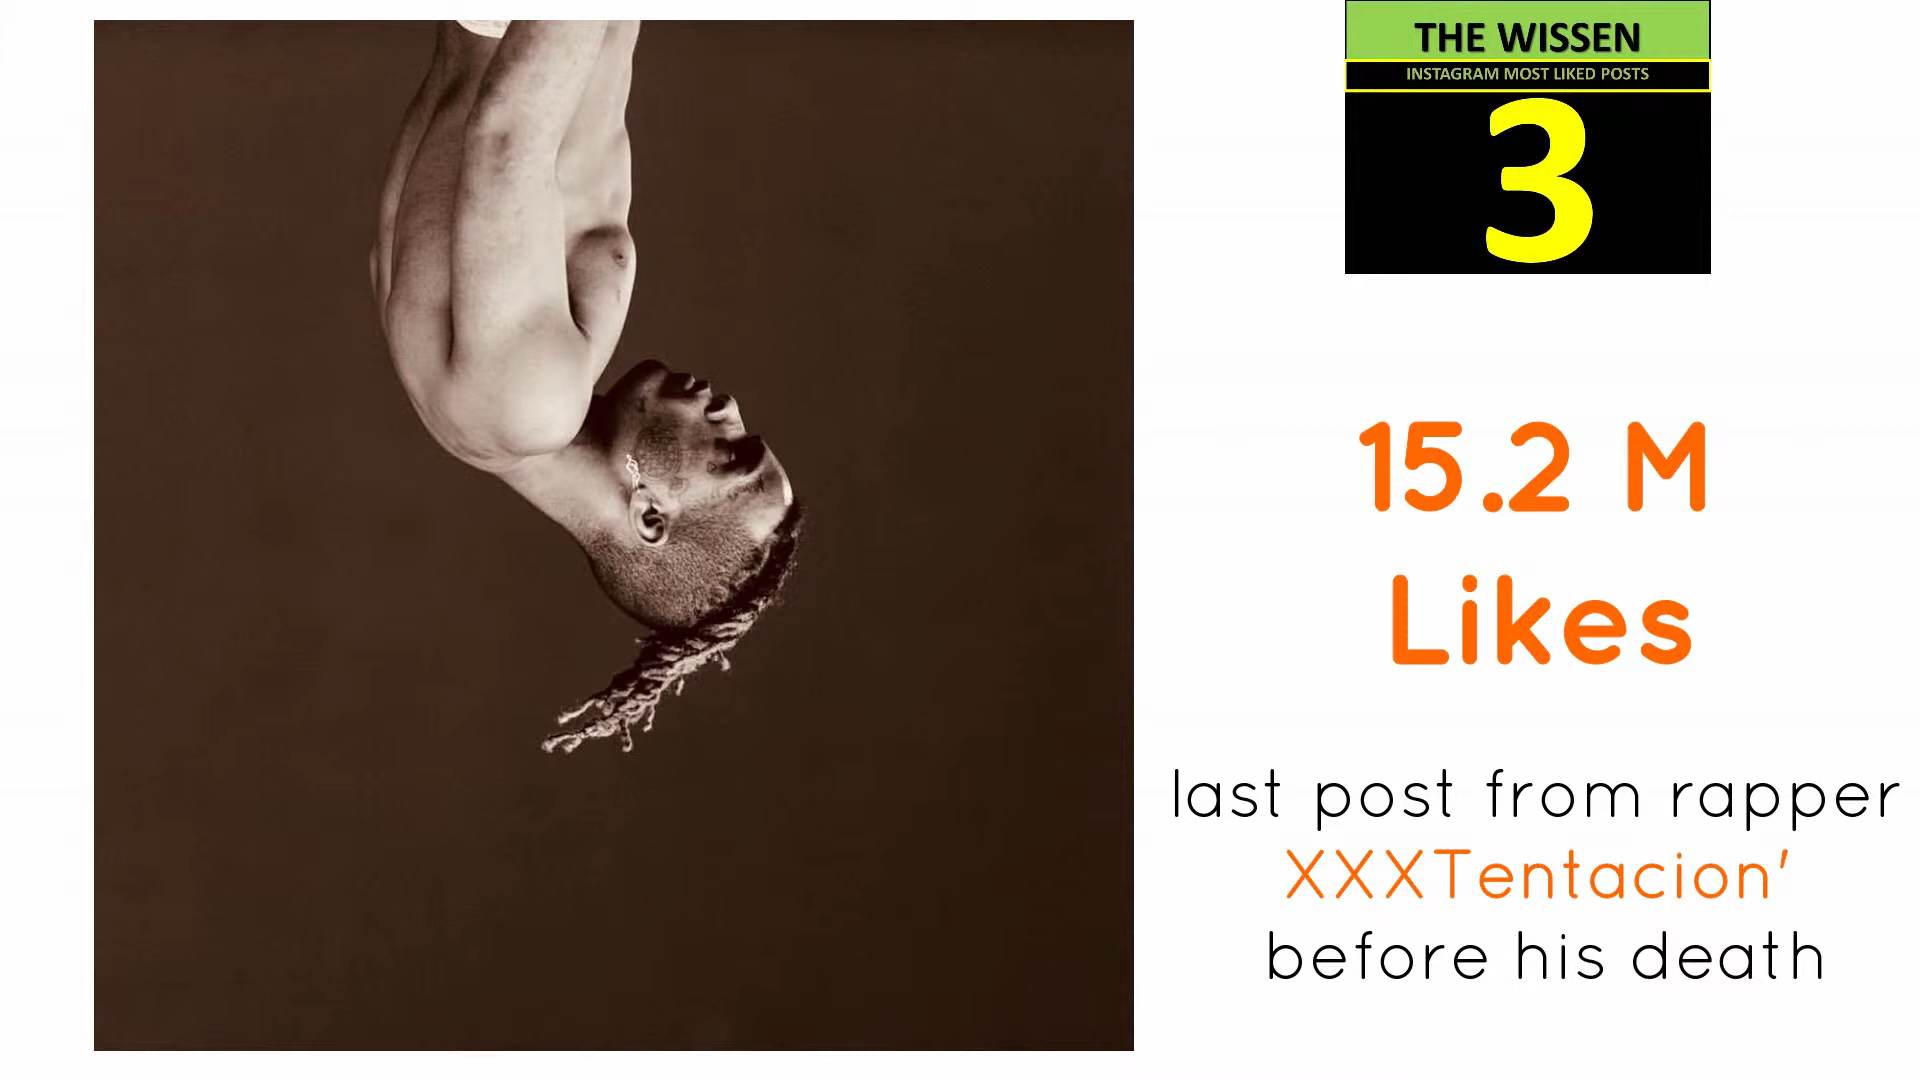 THE WISSEN
INSTAGRAM MOST LIKED POSTS
3
15.2 M
Likes
last post from rapper
XXXTentacion'
before his death